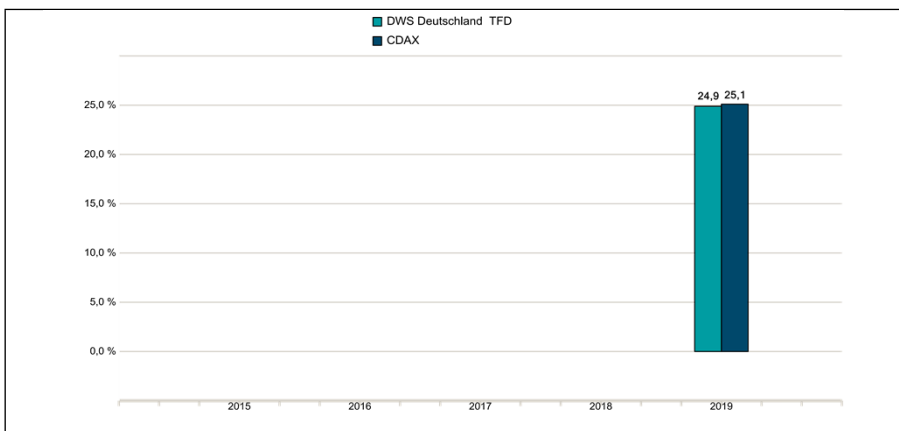 DWS Deutschland TFD
CDAX
24,9 25,1
25,0 %
20,0 %
15,0 %
10,0 %
5,0 %
0,0 %
2015 2016 2017 2018 2019